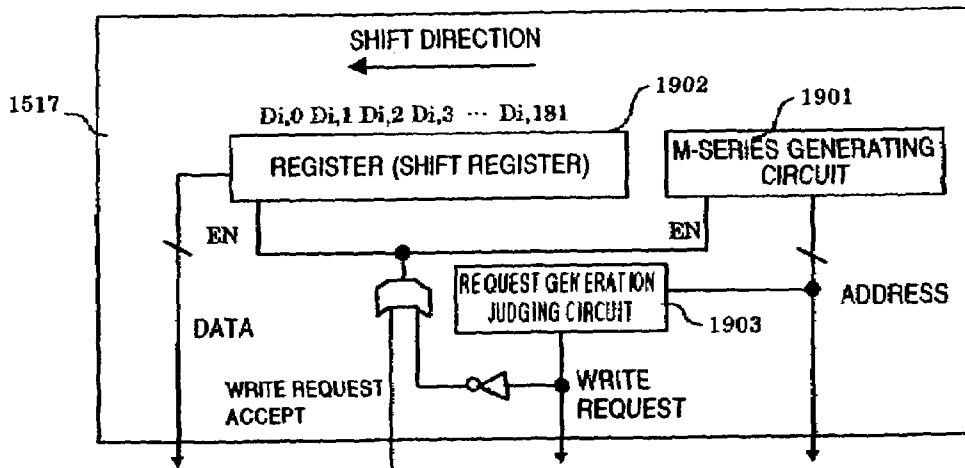 SHIFT DIRECTION
1517
1902
1901
Di,0 Di,1 Di,2 Di,3 ... Di,181
REGISTER (SHIFT REGISTER)
M-SERIES GENERATING
CIRCUIT
EN
EN
REQUEST GENERATION
JUDGING CIRCUIT
1903
ADDRESS
DATA
WRITE REQUEST
ACCEPT
WRITE
REQUEST